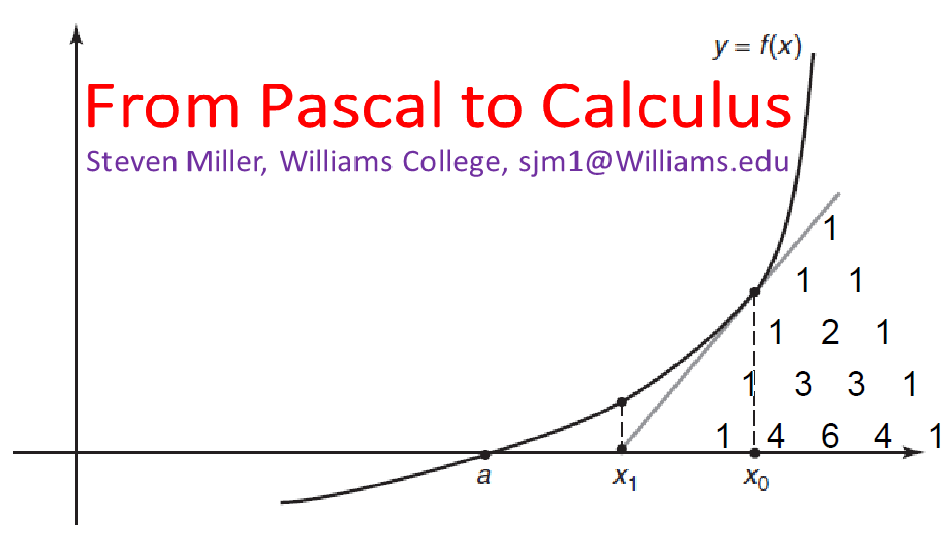 y = f(x)
From Pascal to Calculus
Steven Miller, Williams College, sjm1@Williams.edu
1
1 1
1 2 1
1 3 3 1
1 4 6 4 1
a x₁ x₀